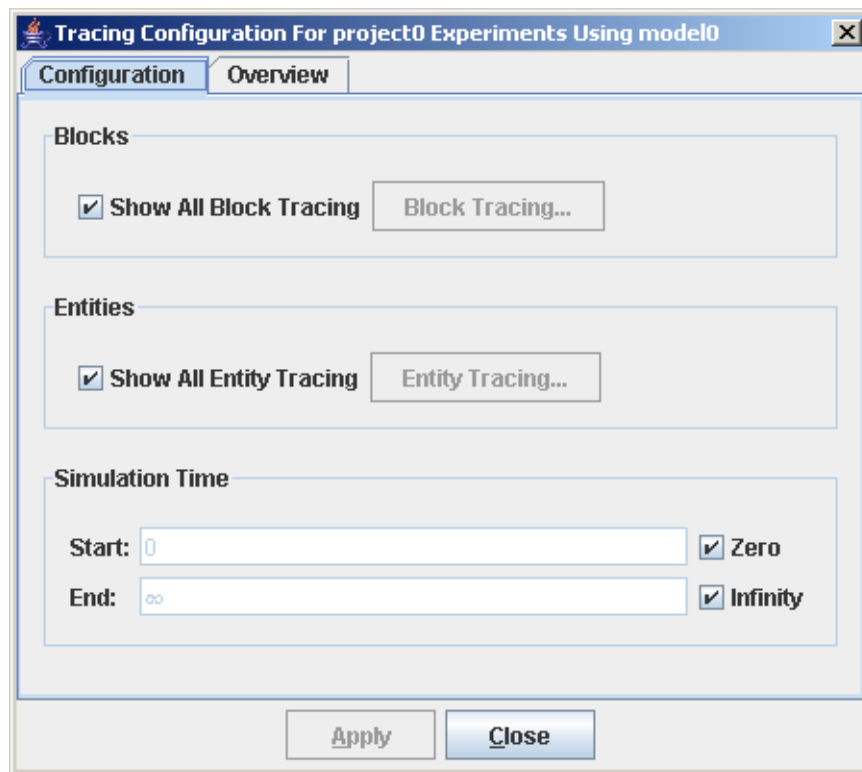 Tracing Configuration For project0 Experiments Using model0
Configuration Overview
Blocks
Show All Block Tracing Block Tracing...
Entities
Show All Entity Tracing Entity Tracing...
Simulation Time
Start: 0 Zero
End: ∞ Infinity
Apply Close